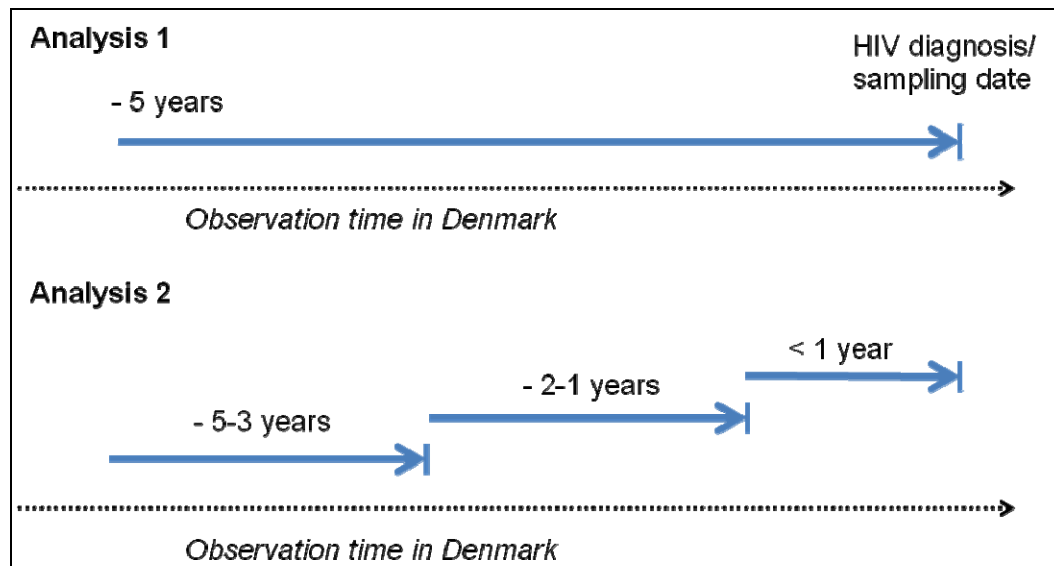 Analysis 1
HIV diagnosis/
sampling date
- 5 years
Observation time in Denmark
Analysis 2
< 1 year
- 2-1 years
- 5-3 years
Observation time in Denmark